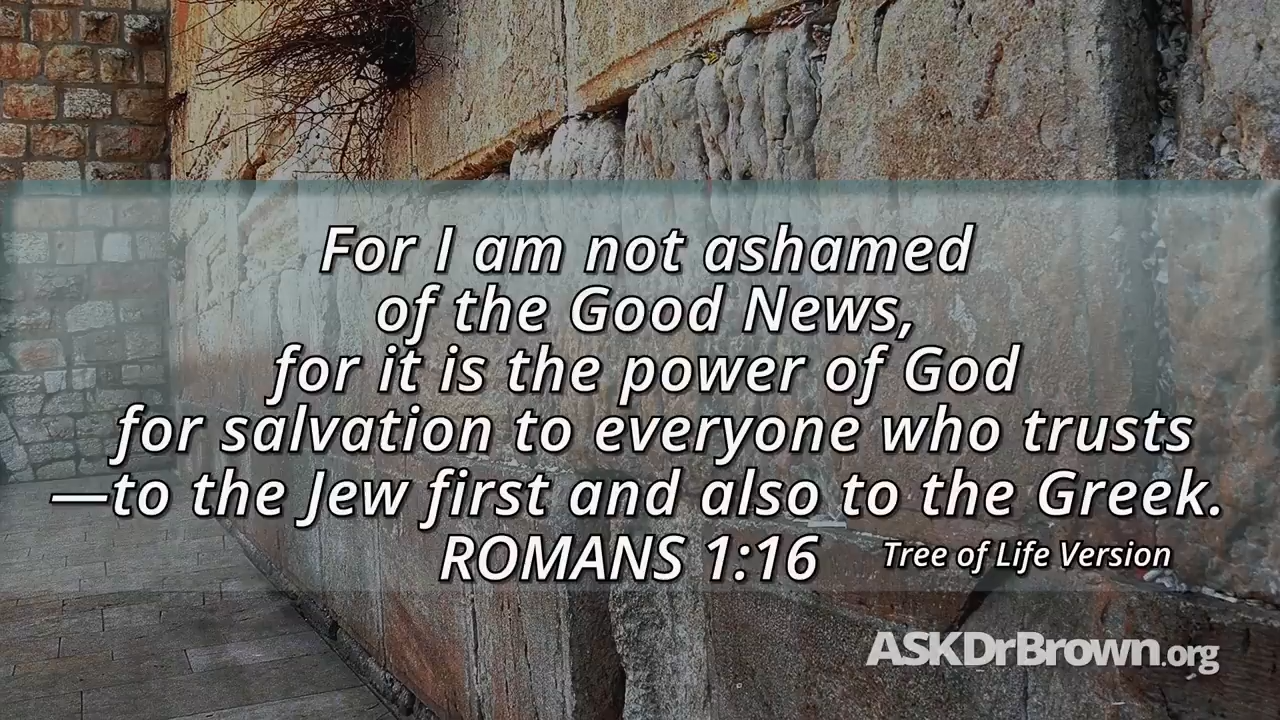 For I am not ashamed
of the Good News,
for it is the power of God
for salvation to everyone who trusts
—to the Jew first and also to the Greek.
ROMANS 1:16 Tree of Life Version
ASKDrBrown.org